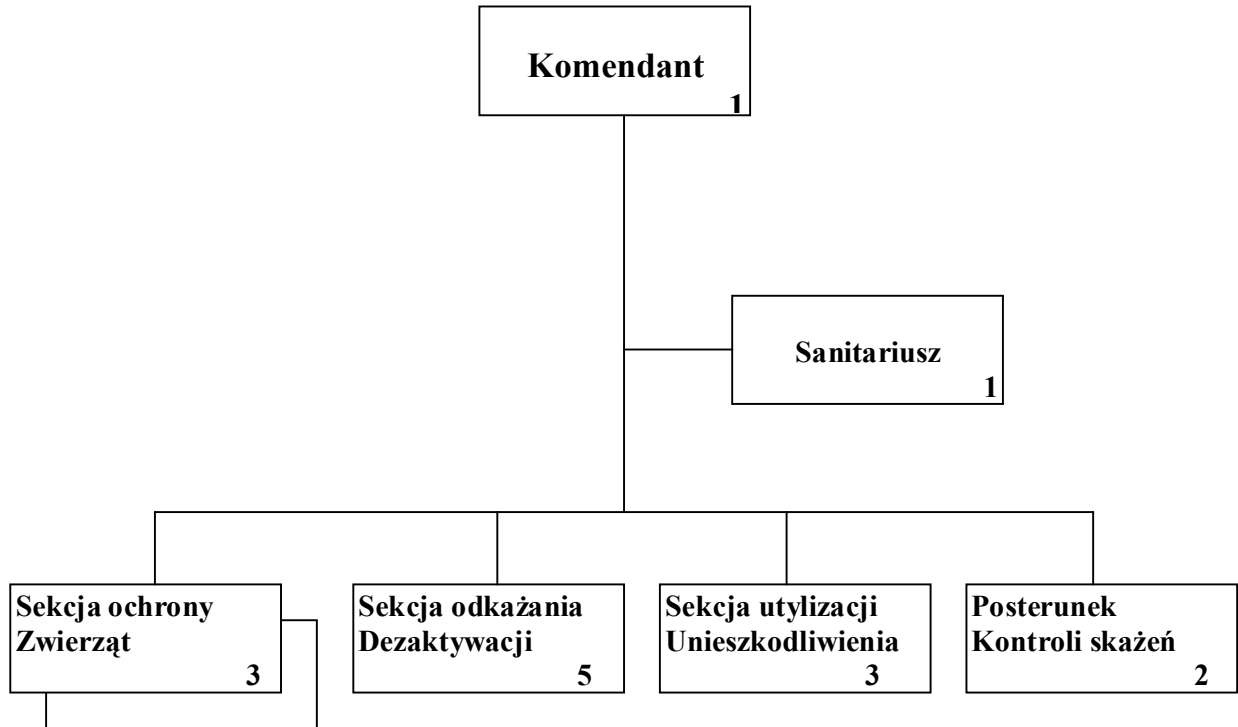 Komendant
1
Sanitariusz
1
Sekcja ochrony
Zwierząt
3
Sekcja odkażania
Dezaktywacji
5
Sekcja utylizacji
Unieszkodliwienia
3
Posterunek
Kontroli skażeń
2